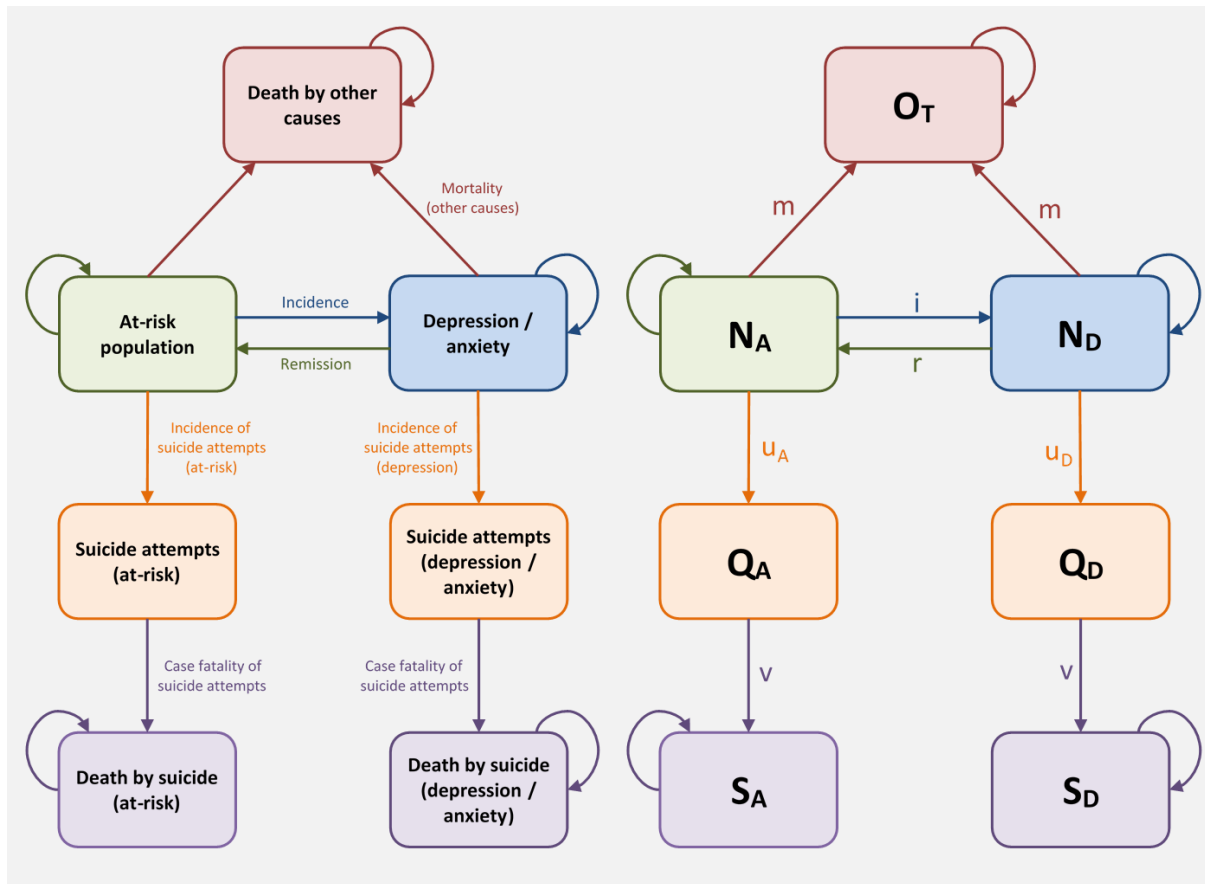 Death by other
causes
Mortality
(other causes)
At-risk
population
Incidence
Remission
Depression /
anxiety
Incidence of
suicide attempts
(at-risk)
Incidence of
suicide attempts
(depression)
Suicide attempts
(at-risk)
Suicide attempts
(depression /
anxiety)
Case fatality of
suicide attempts
Case fatality of
suicide attempts
Death by suicide
(at-risk)
Death by suicide
(depression /
anxiety)
OT
m
m
NA
i
r
ND
uA
uD
QA
QD
v
v
SA
SD